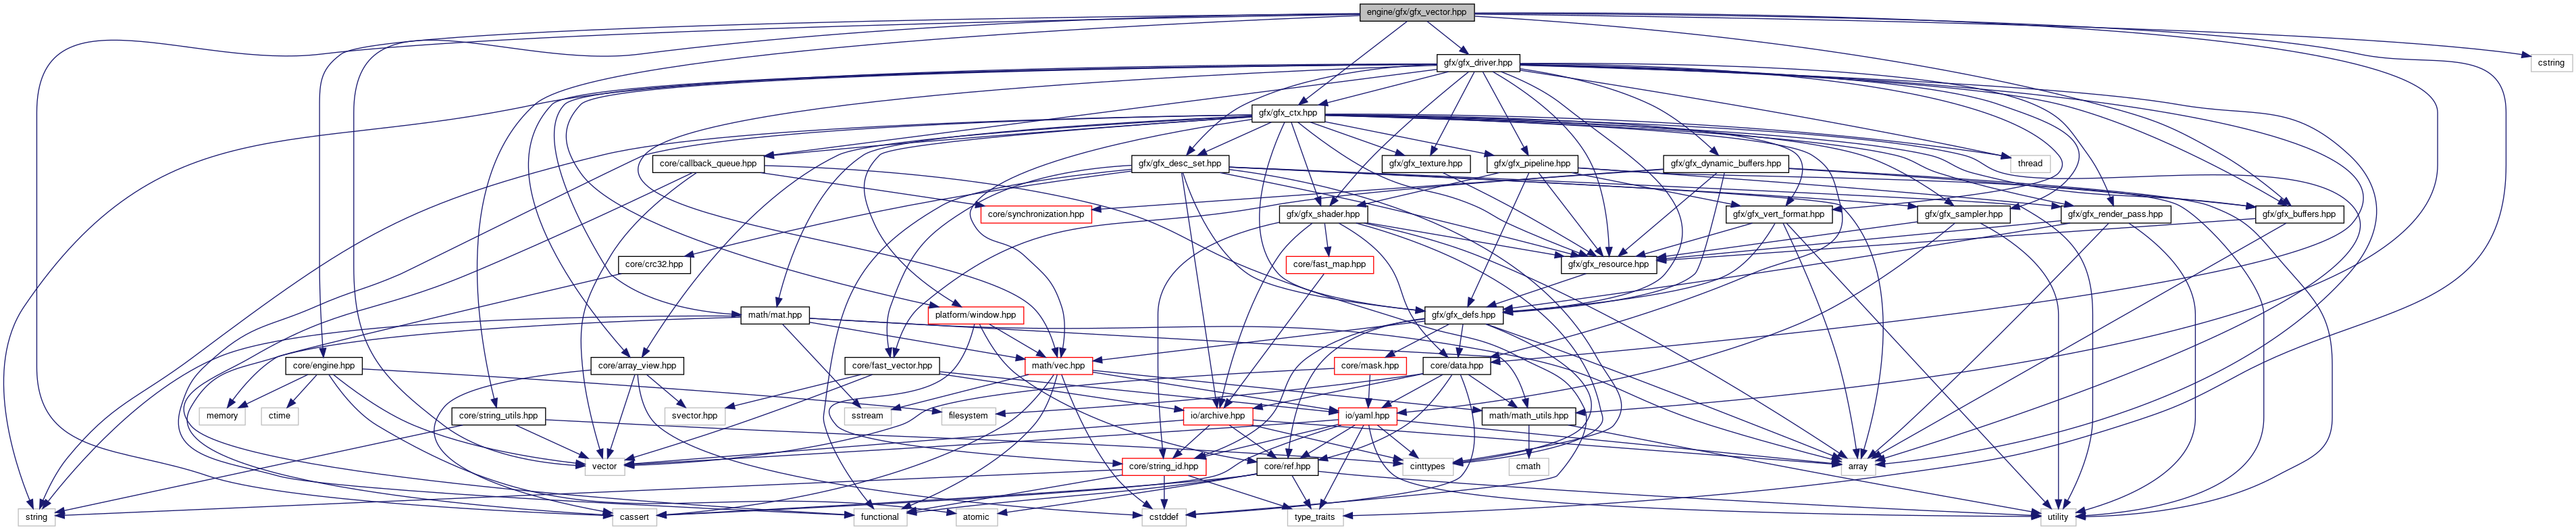 engine/gfx/gfx_vector.hpp
gfx/gfx_driver.hpp
cstring
gfx/gfx_ctx.hpp
core/callback_queue.hpp
gfx/gfx_desc_set.hpp
gfx/gfx_texture.hpp
gfx/gfx_pipeline.hpp
gfx/gfx_dynamic_buffers.hpp
thread
core/synchronization.hpp
gfx/gfx_shader.hpp
gfx/gfx_vert_format.hpp
gfx/gfx_sampler.hpp
gfx/gfx_render_pass.hpp
gfx/gfx_buffers.hpp
core/crc32.hpp
core/fast_map.hpp
gfx/gfx_resource.hpp
math/mat.hpp
platform/window.hpp
gfx/gfx_defs.hpp
core/engine.hpp
core/array_view.hpp
core/fast_vector.hpp
math/vec.hpp
core/mask.hpp
core/data.hpp
memory
ctime
core/string_utils.hpp
svector.hpp
sstream
filesystem
io/archive.hpp
io/yaml.hpp
math/math_utils.hpp
vector
core/string_id.hpp
core/ref.hpp
cinttypes
cmath
array
string
cassert
functional
atomic
cstddef
type_traits
utility